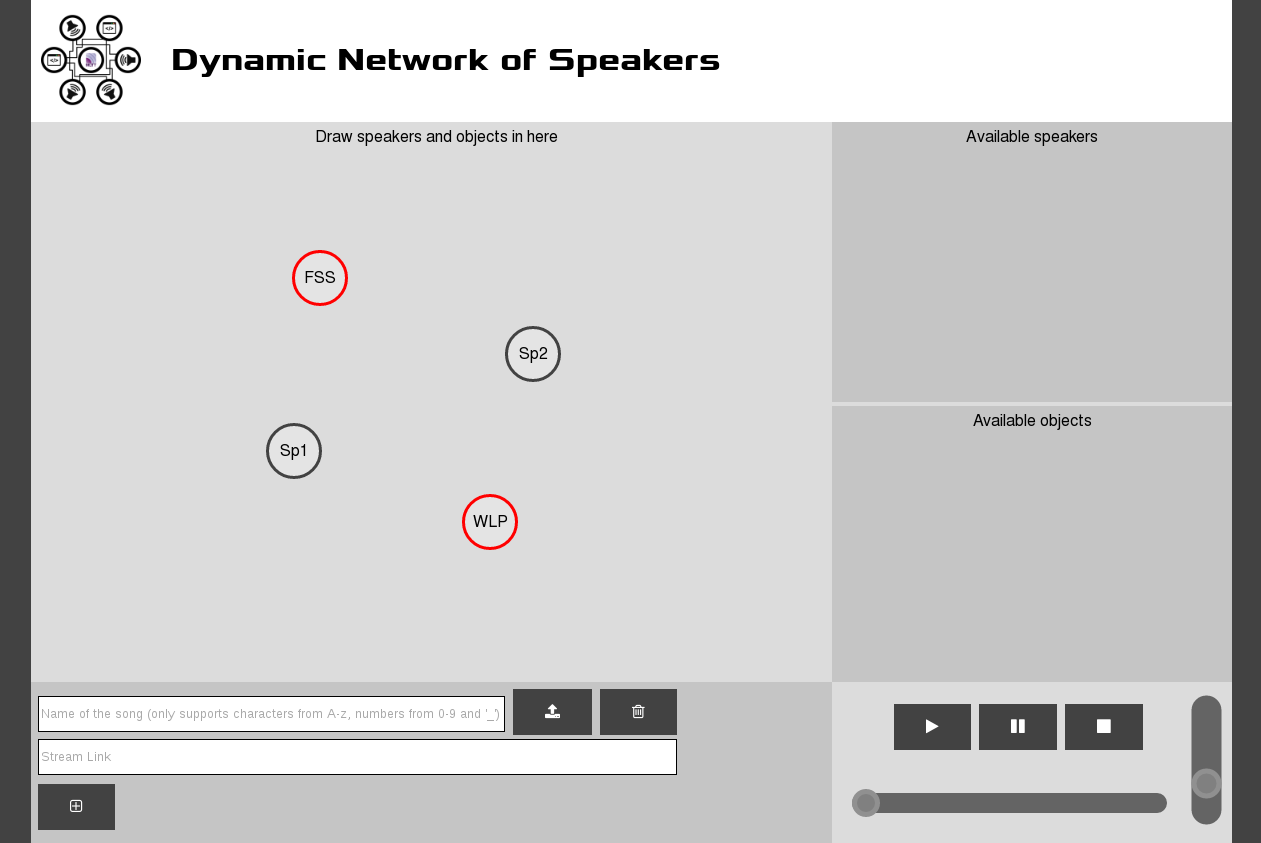 Dynamic Network of Speakers
Draw speakers and objects in here
Available speakers
FSS
Sp2
Available objects
Sp1
WLP
Name of the song (only supports characters from A-z, numbers from 0-9 and '_')
Stream Link